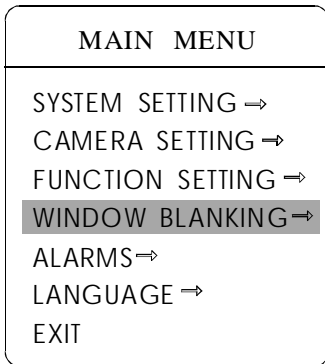 MAIN MENU
SYSTEM SETTING ⇒
CAMERA SETTING ⇒
FUNCTION SETTING ⇒
WINDOW BLANKING ⇒
ALARMS ⇒
LANGUAGE ⇒
EXIT